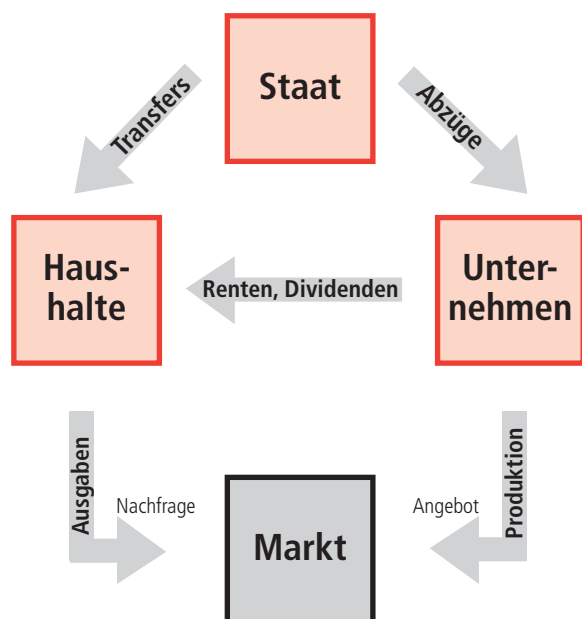 Staat
Transfers
Abzüge
Haus-
halte
Renten, Dividenden
Unter-
nehmen
Ausgaben
Nachfrage
Markt
Angebot
Produktion